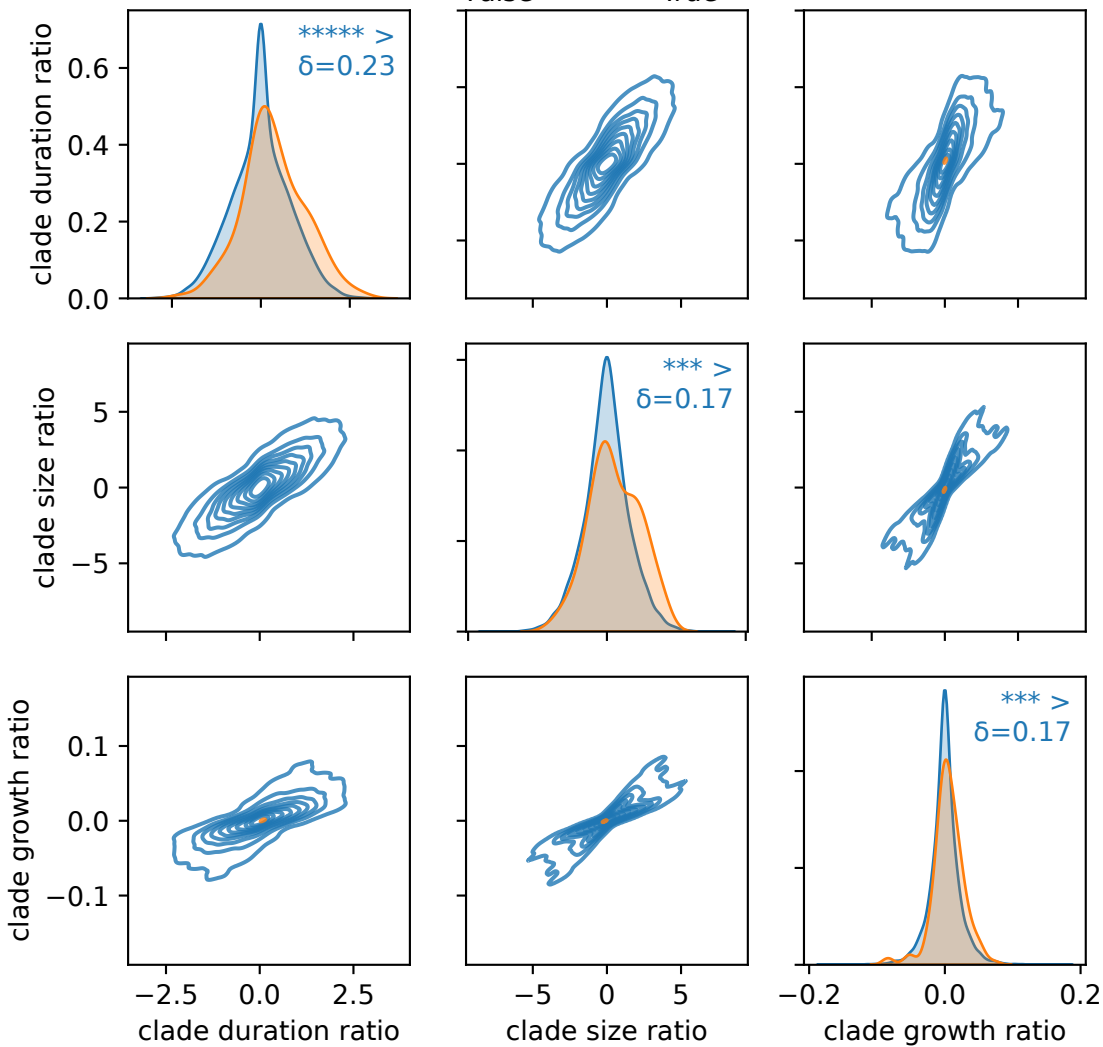 ***** >
δ=0.23
clade duration ratio
0.6
0.4
0.2
0.0
*** >
δ=0.17
clade size ratio
5
0
−5
*** >
δ=0.17
clade growth ratio
0.1
0.0
−0.1
−2.5 0.0 2.5 −5 0 5 −0.2 0.0 0.2
clade duration ratio clade size ratio clade growth ratio